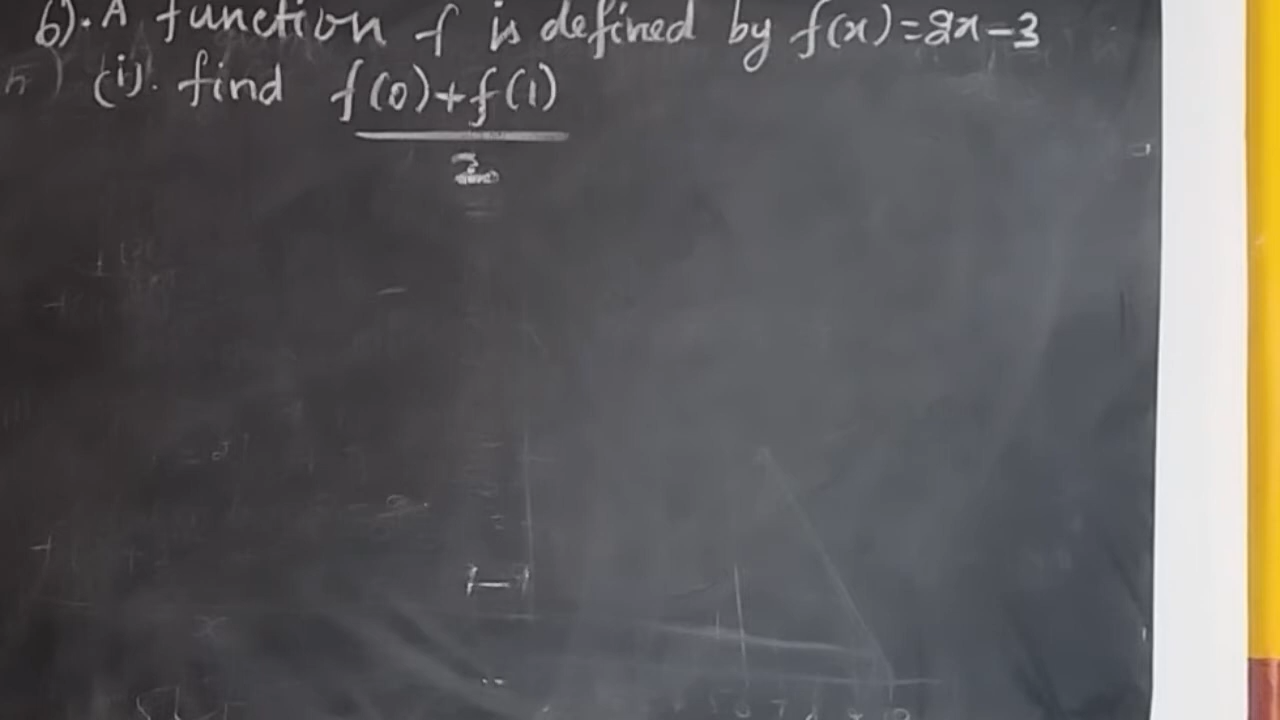 6). A function f is defined by f(x)=2x-3
(i). find f(0)+f(1)
2